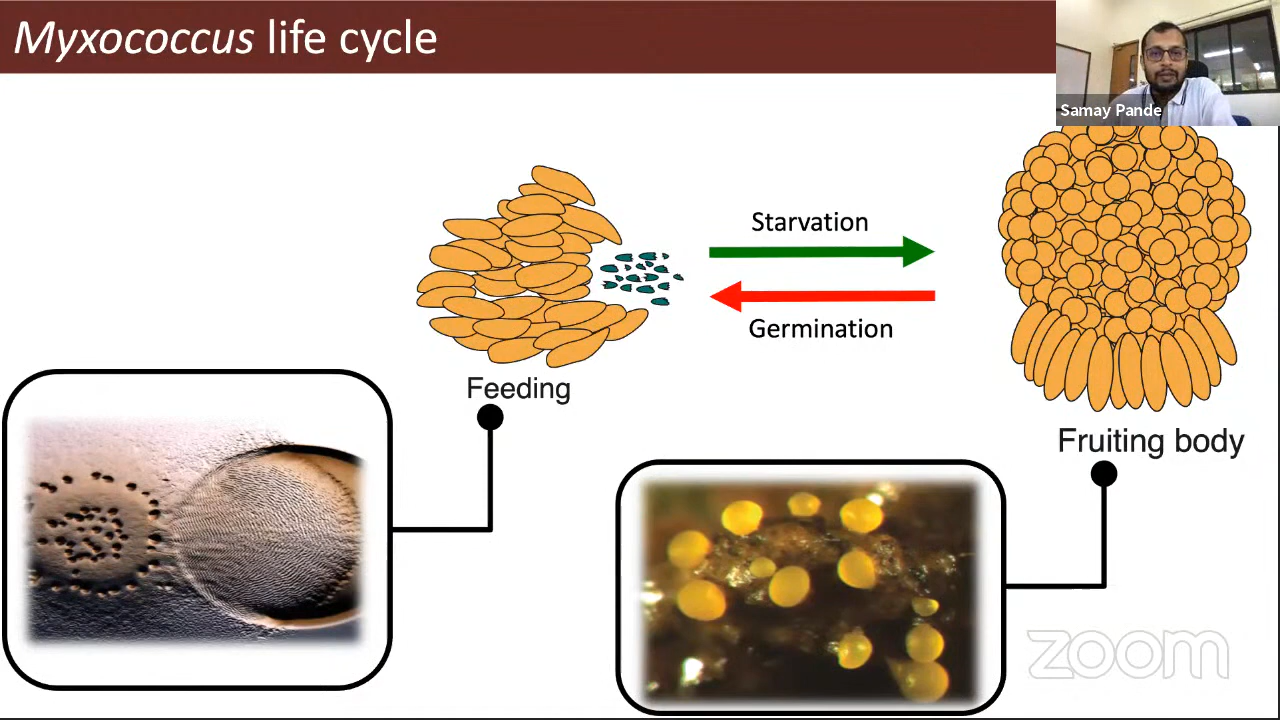 Myxococcus life cycle
Samay Pande
Starvation
Germination
Feeding
Fruiting body
zoom